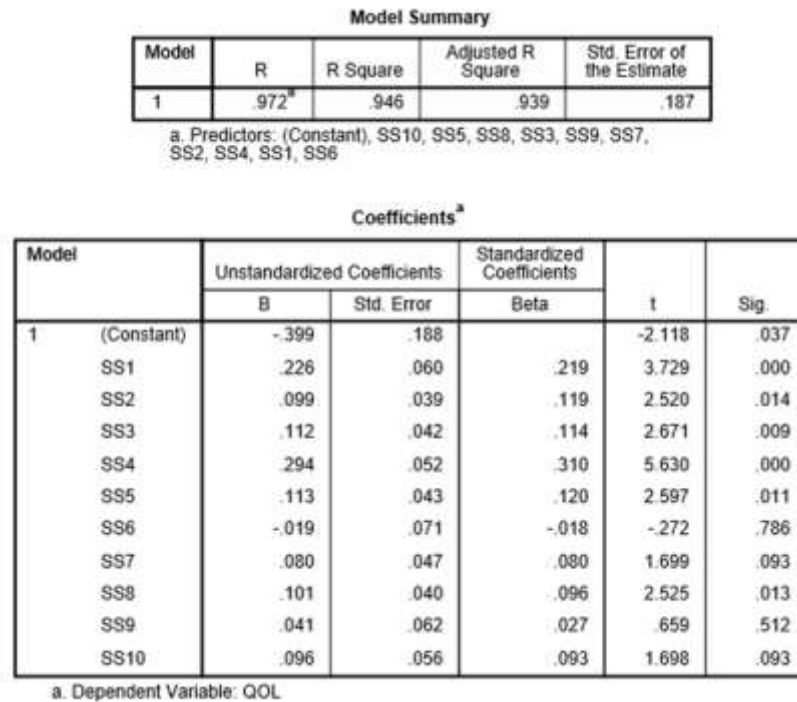 Model Summary
Model R R Square Adjusted R Square Std. Error of the Estimate
1 .972a .946 .939 .187
a. Predictors: (Constant), SS10, SS5, SS8, SS3, SS9, SS7,
SS2, SS4, SS1, SS6
Coefficientsa
Model Unstandardized Coefficients Standardized Coefficients t Sig.
B Std. Error Beta
1 (Constant) -.399 .188 -2.118 .037
SS1 .226 .060 .219 3.729 .000
SS2 .099 .039 .119 2.520 .014
SS3 .112 .042 .114 2.671 .009
SS4 .294 .052 .310 5.630 .000
SS5 .113 .043 .120 2.597 .011
SS6 -.019 .071 -.018 -.272 .786
SS7 .080 .047 .080 1.699 .093
SS8 .101 .040 .096 2.525 .013
SS9 .041 .062 .027 .659 .512
SS10 .096 .056 .093 1.698 .093
a. Dependent Variable: QOL